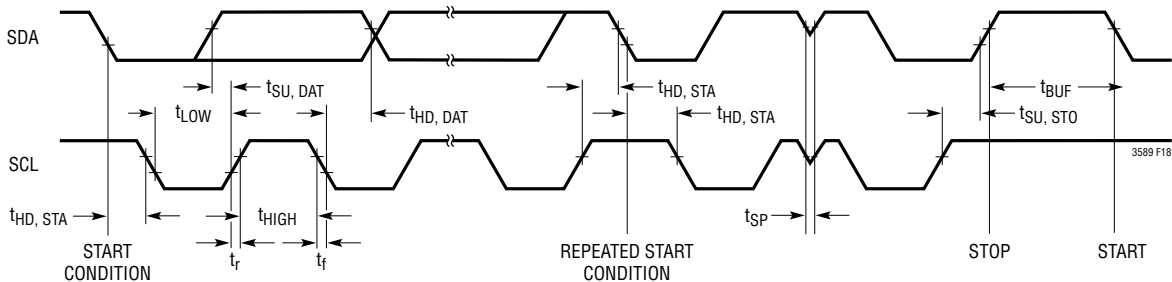 SDA
tSU, DAT
tHD, STA
tBUF
tLOW
tHD, DAT
tHD, STA
tSU, STO
SCL
3589 F18
tHD, STA
tHIGH
tSP
tr
tf
START
CONDITION
REPEATED START
CONDITION
STOP
START